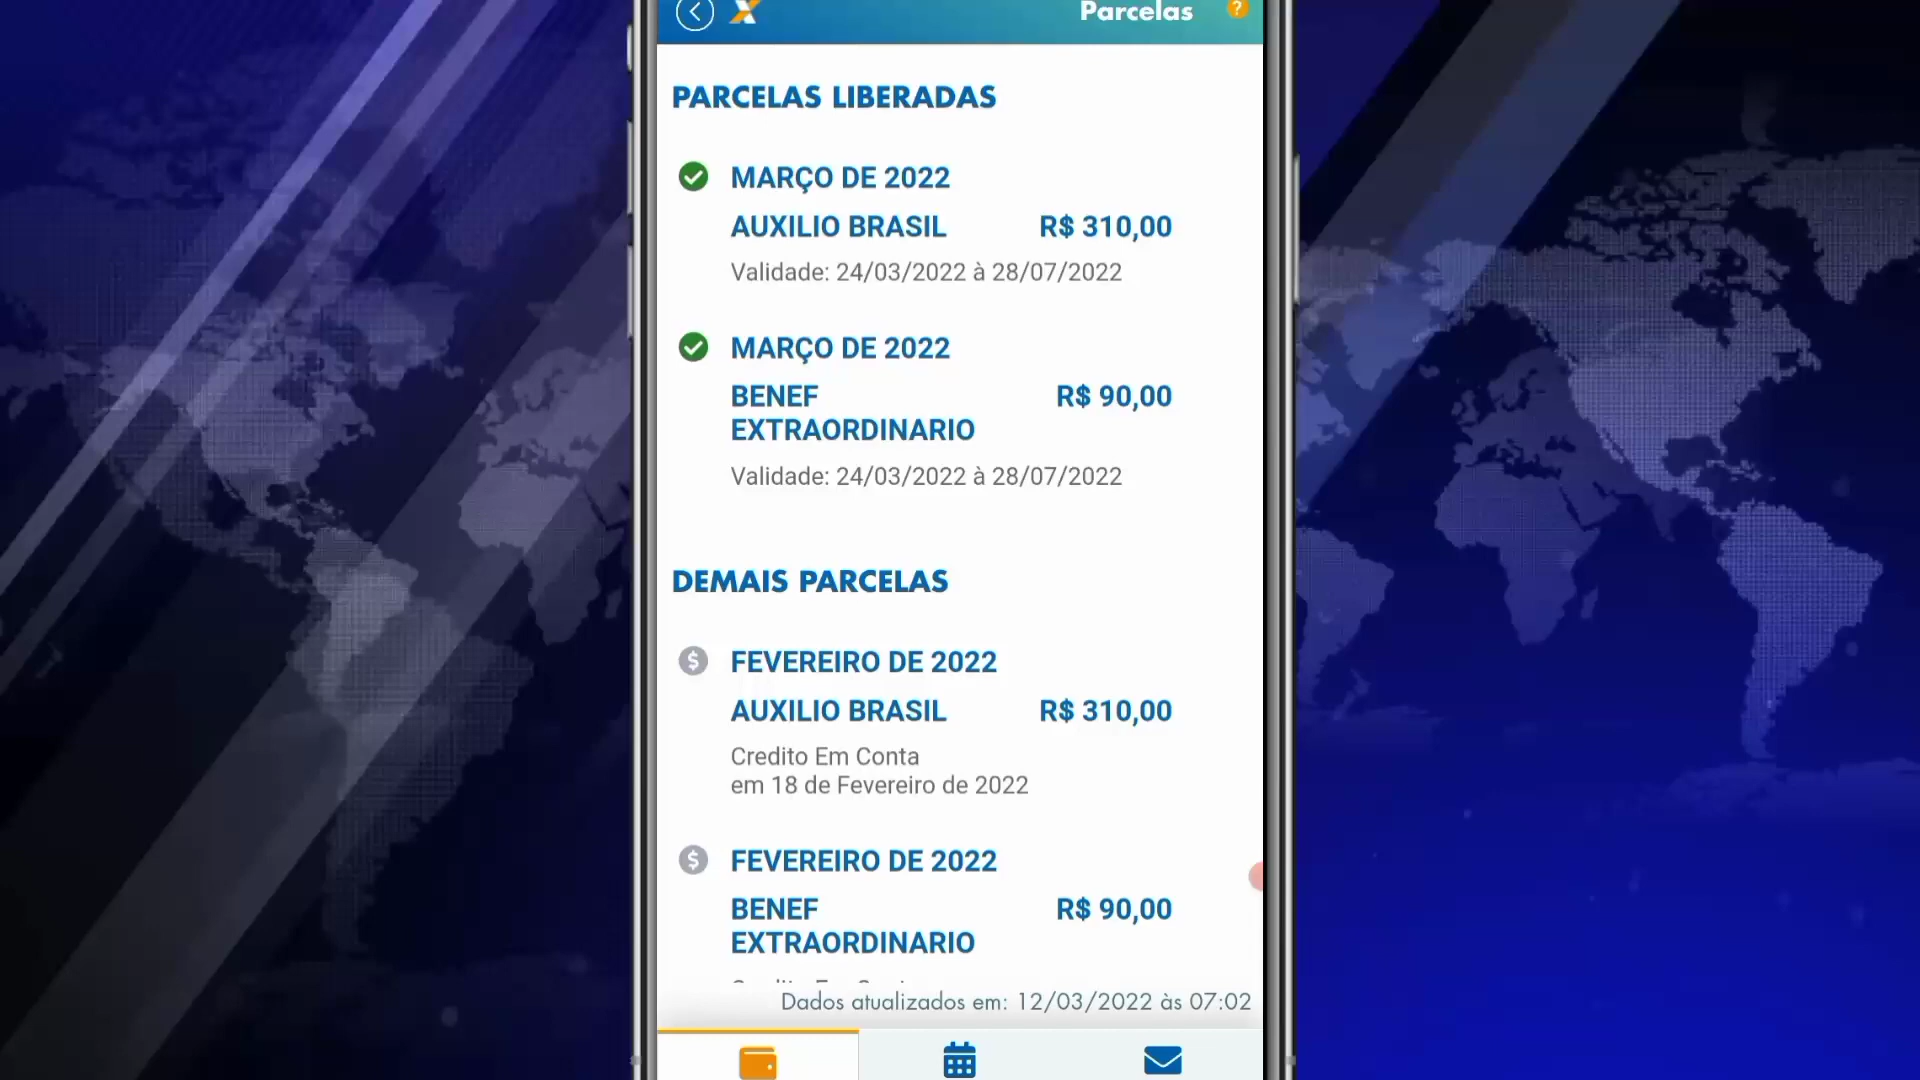 Parcelas ?
PARCELAS LIBERADAS
MARÇO DE 2022
AUXILIO BRASIL R$ 310,00
Validade: 24/03/2022 à 28/07/2022
MARÇO DE 2022
BENEF R$ 90,00
EXTRAORDINARIO
Validade: 24/03/2022 à 28/07/2022
DEMAIS PARCELAS
$ FEVEREIRO DE 2022
AUXILIO BRASIL R$ 310,00
Credito Em Conta
em 18 de Fevereiro de 2022
$ FEVEREIRO DE 2022
BENEF R$ 90,00
EXTRAORDINARIO
Dados atualizados em: 12/03/2022 às 07:02